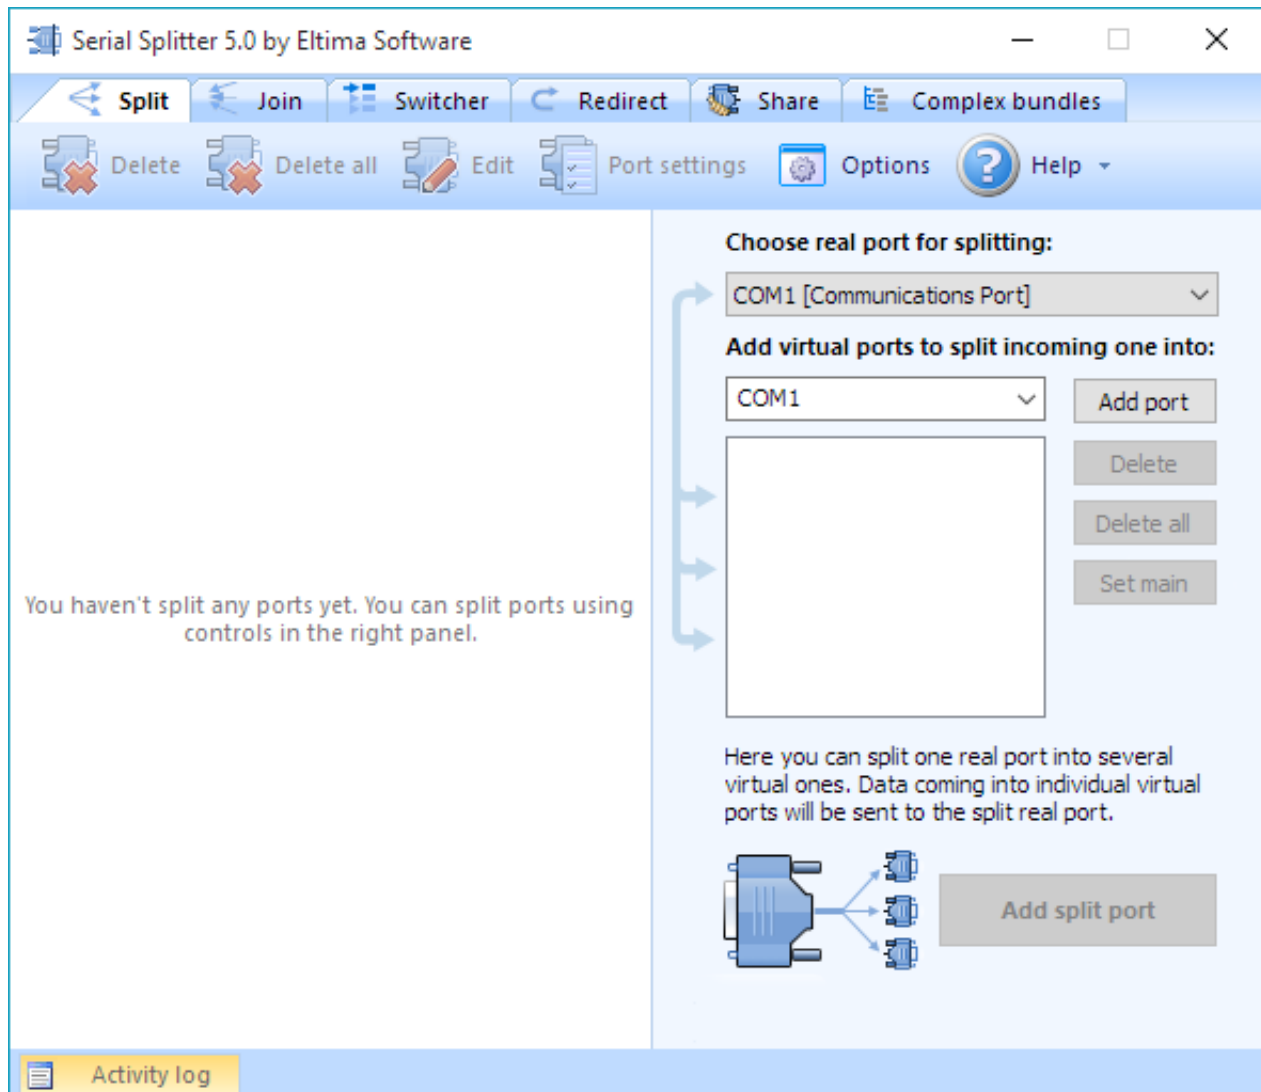 Serial Splitter 5.0 by Eltima Software
Split Join Switcher Redirect Share Complex bundles
Delete Delete all Edit Port settings Options ? Help
Choose real port for splitting:
COM1 [Communications Port]
Add virtual ports to split incoming one into:
COM1 Add port
Delete
Delete all
Set main
You haven't split any ports yet. You can split ports using
controls in the right panel.
Here you can split one real port into several
virtual ones. Data coming into individual virtual
ports will be sent to the split real port.
Add split port
Activity log